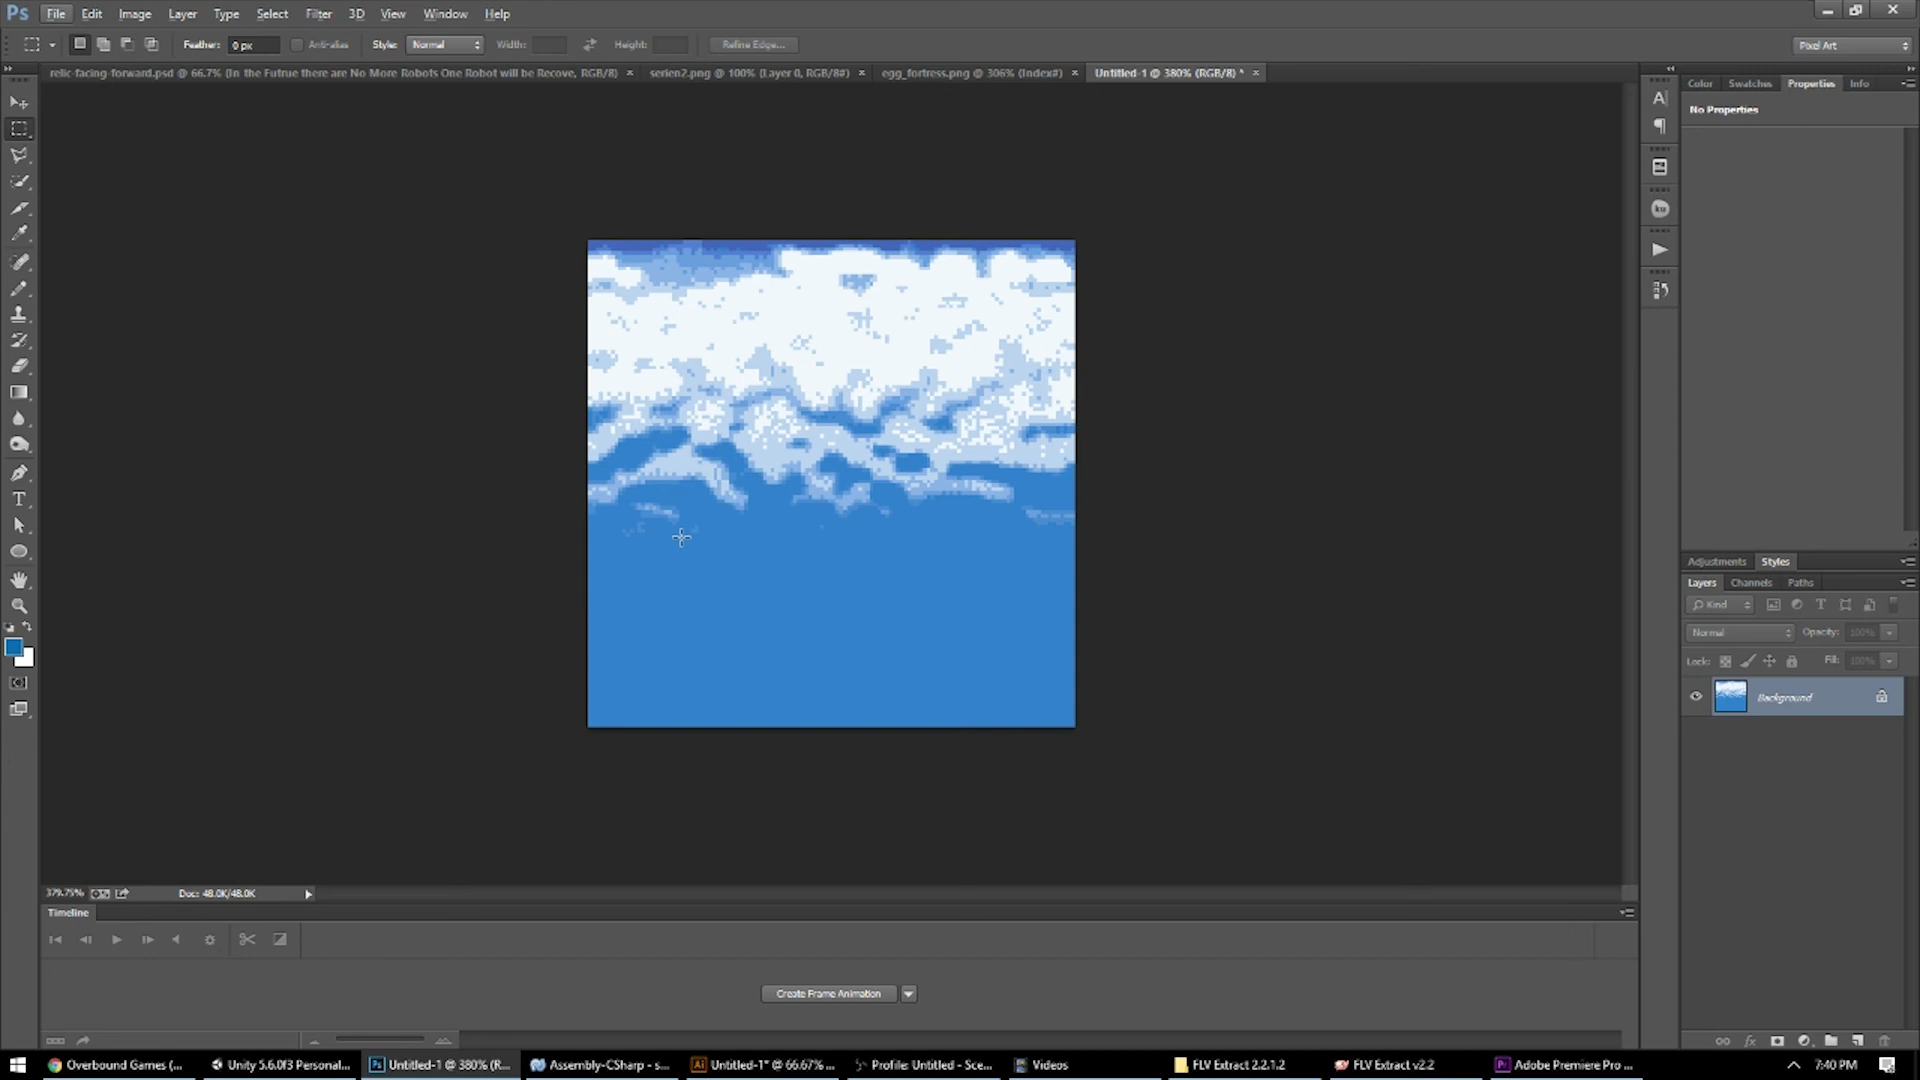 Ps File Edit Image Layer Type Select Filter 3D View Window Help
Feather: 0 px Anti-alias Style: Normal Width: Height: Refine Edge... Pixel Art
relic-facing-forward.psd @ 66.7% (In the Futrue there are No More Robots One Robot will be Recove, RGB/8) × serien2.png @ 100% (Layer 0, RGB/8#) × egg_fortress.png @ 306% (Index#) × Untitled-1 @ 380% (RGB/8) * ×
Color Swatches Properties Info
No Properties
Adjustments Styles
Layers Channels Paths
Kind
Normal Opacity: 100%
Lock: Fill: 100%
Background
379.75% Doc: 48.0K/48.0K
Timeline
Create Frame Animation
Overbound Games (... Unity 5.6.0f3 Personal... Ps Untitled-1 @ 380% (R... Assembly-CSharp - s... Ai Untitled-1* @ 66.67% ... Profile: Untitled - Sce... Videos FLV Extract 2.2.1.2 FLV Extract v2.2 Pr Adobe Premiere Pro ... 7:40 PM